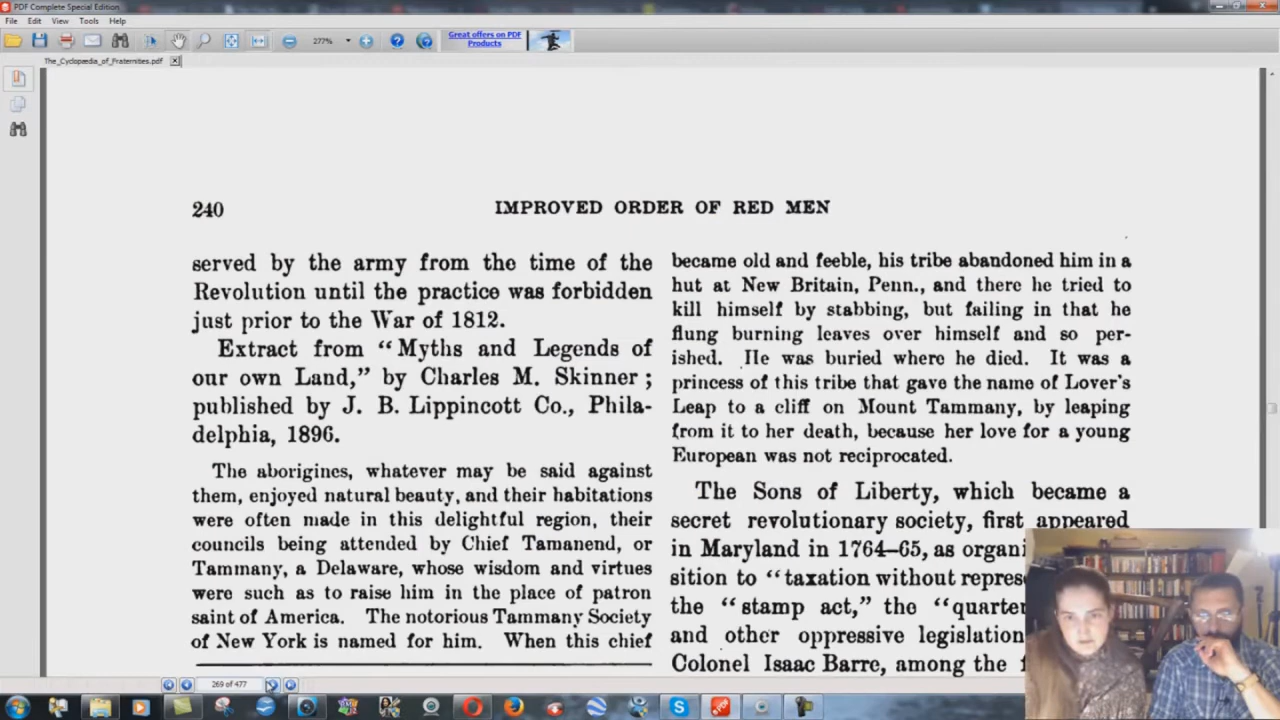 PDF Complete Special Edition
File Edit View Tools Help
277%
Great offers on PDF
Products
The_Cyclopaedia_of_Fraternities.pdf
240 IMPROVED ORDER OF RED MEN
served by the army from the time of the
Revolution until the practice was forbidden
just prior to the War of 1812.
Extract from “Myths and Legends of
our own Land,” by Charles M. Skinner ;
published by J. B. Lippincott Co., Phila-
delphia, 1896.
The aborigines, whatever may be said against
them, enjoyed natural beauty, and their habitations
were often made in this delightful region, their
councils being attended by Chief Tamanend, or
Tammany, a Delaware, whose wisdom and virtues
were such as to raise him in the place of patron
saint of America. The notorious Tammany Society
of New York is named for him. When this chief
became old and feeble, his tribe abandoned him in a
hut at New Britain, Penn., and there he tried to
kill himself by stabbing, but failing in that he
flung burning leaves over himself and so per-
ished. He was buried where he died. It was a
princess of this tribe that gave the name of Lover's
Leap to a cliff on Mount Tammany, by leaping
from it to her death, because her love for a young
European was not reciprocated.
The Sons of Liberty, which became a
secret revolutionary society, first appeared
in Maryland in 1764–65, as organi
sition to “taxation without repres
the “stamp act,” the “quarter
and other oppressive legislation
Colonel Isaac Barre, among the f
269 of 477